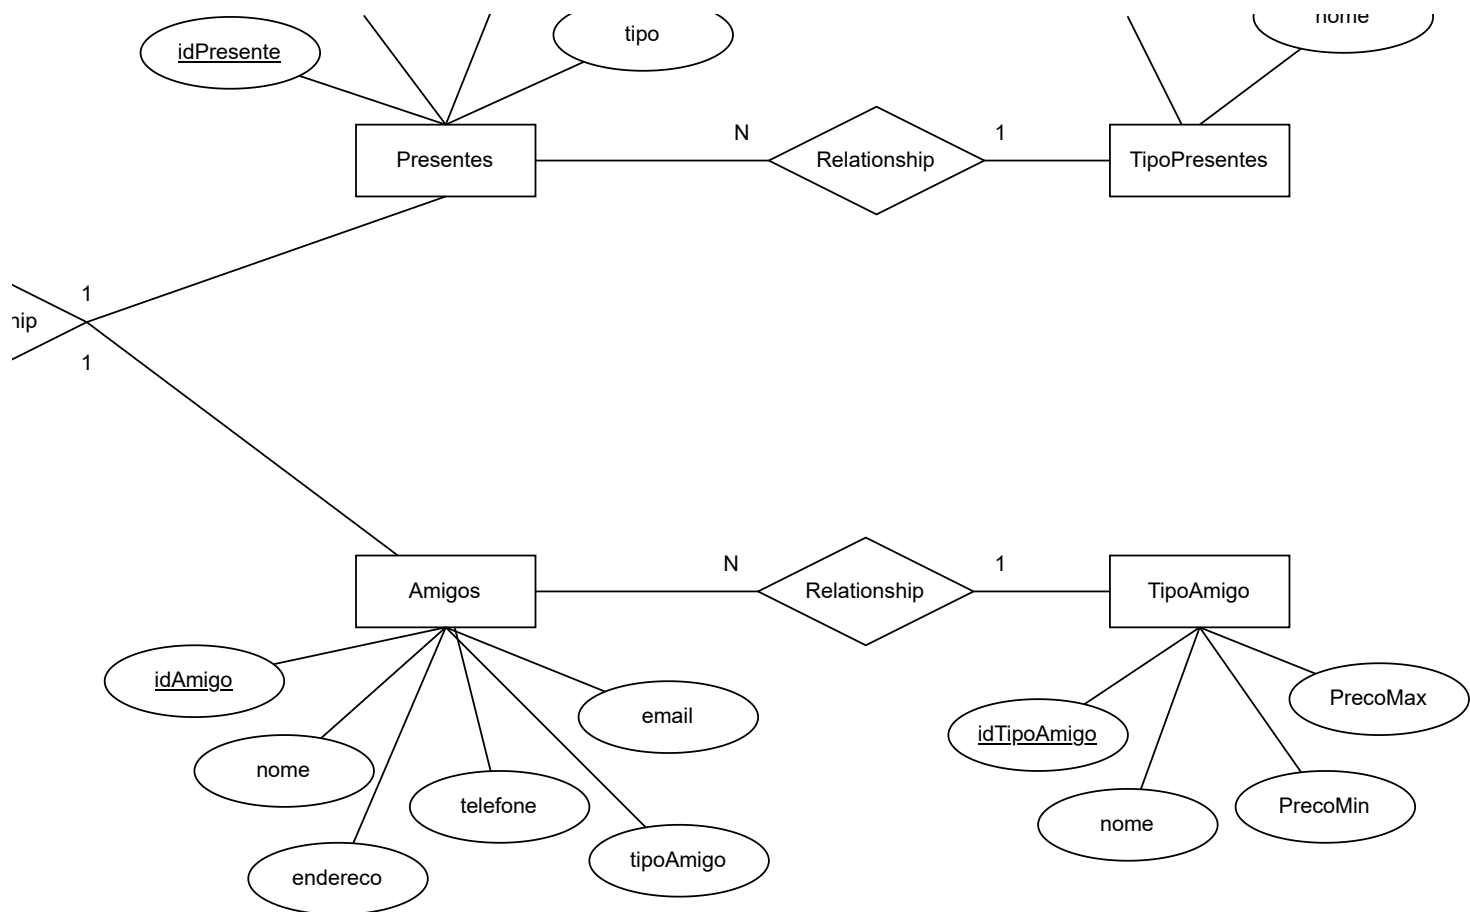 nome
tipo
idPresente
N
1
Presentes
Relationship
TipoPresentes
1
1
N
1
Amigos
Relationship
TipoAmigo
idAmigo
email
PrecoMax
idTipoAmigo
nome
telefone
PrecoMin
nome
tipoAmigo
endereco